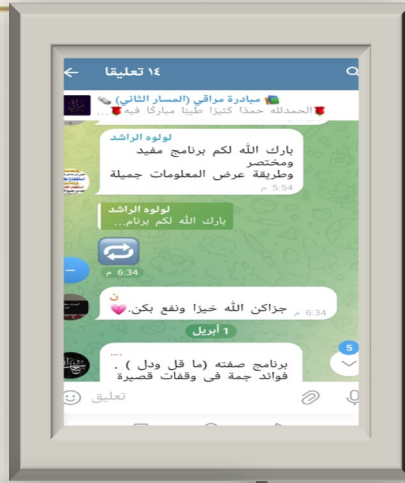 ١٤ تعليقا
مبادرة مراقي (المسار الثاني)
الحمدلله حمدًا كثيرًا طيبًا مباركًا فيه...
لولوه الراشد
بارك الله لكم برنامج مفيد
ومختصر
وطريقة عرض المعلومات جميلة
5:54 م
لولوه الراشد
بارك الله لكم برنام...
6:34 م
ن
جزاكن الله خيرًا ونفع بكن.
6:34 م
1 أبريل
5
....
برنامج صفته (ما قل ودل ) .
فوائد جمة في وقفات قصيرة
تعليق